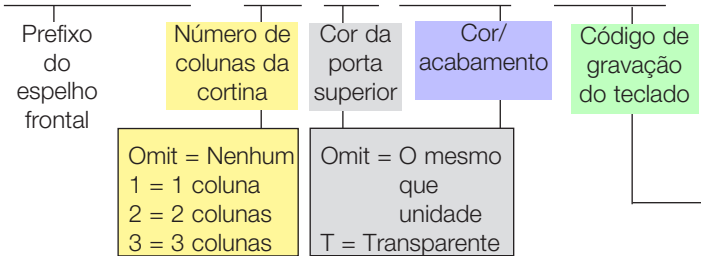 Prefixo
do
espelho
frontal
Número de
colunas da
cortina
Cor da
porta
superior
Cor/
acabamento
Código de
gravação
do teclado
Omit = Nenhum
1 = 1 coluna
2 = 2 colunas
3 = 3 colunas
Omit = O mesmo
que
unidade
T = Transparente